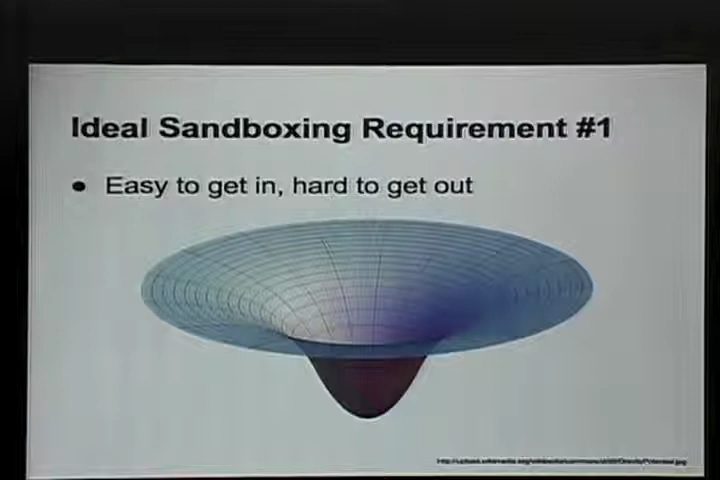 Ideal Sandboxing Requirement #1
● Easy to get in, hard to get out